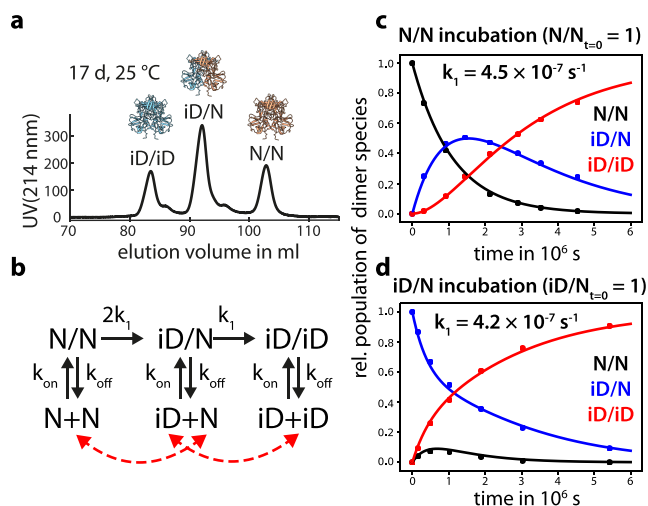 a
17 d, 25 °C
iD/iD
iD/N
N/N
UV(214 nnm)
300
200
100
0
70 80 90 100 110
elution volume in ml
b
N/N 2k₁ iD/N k₁ iD/iD
kon koff kon koff kon koff
N+N iD+N iD+iD
rel. population of dimer species
c
N/N incubation (N/Nt=0 = 1)
k₁ = 4.5 × 10⁻⁷ s⁻¹
N/N
iD/N
iD/iD
1,0
0.8
0.6
0.4
0.2
0.0
0 1 2 3 4 5 6
time in 10⁶ s
d
iD/N incubation (iD/Nt=0 = 1)
k₁ = 4.2 × 10⁻⁷ s⁻¹
N/N
iD/N
iD/iD
1,0
0.8
0.6
0.4
0.2
0.0
0 1 2 3 4 5 6
time in 10⁶ s